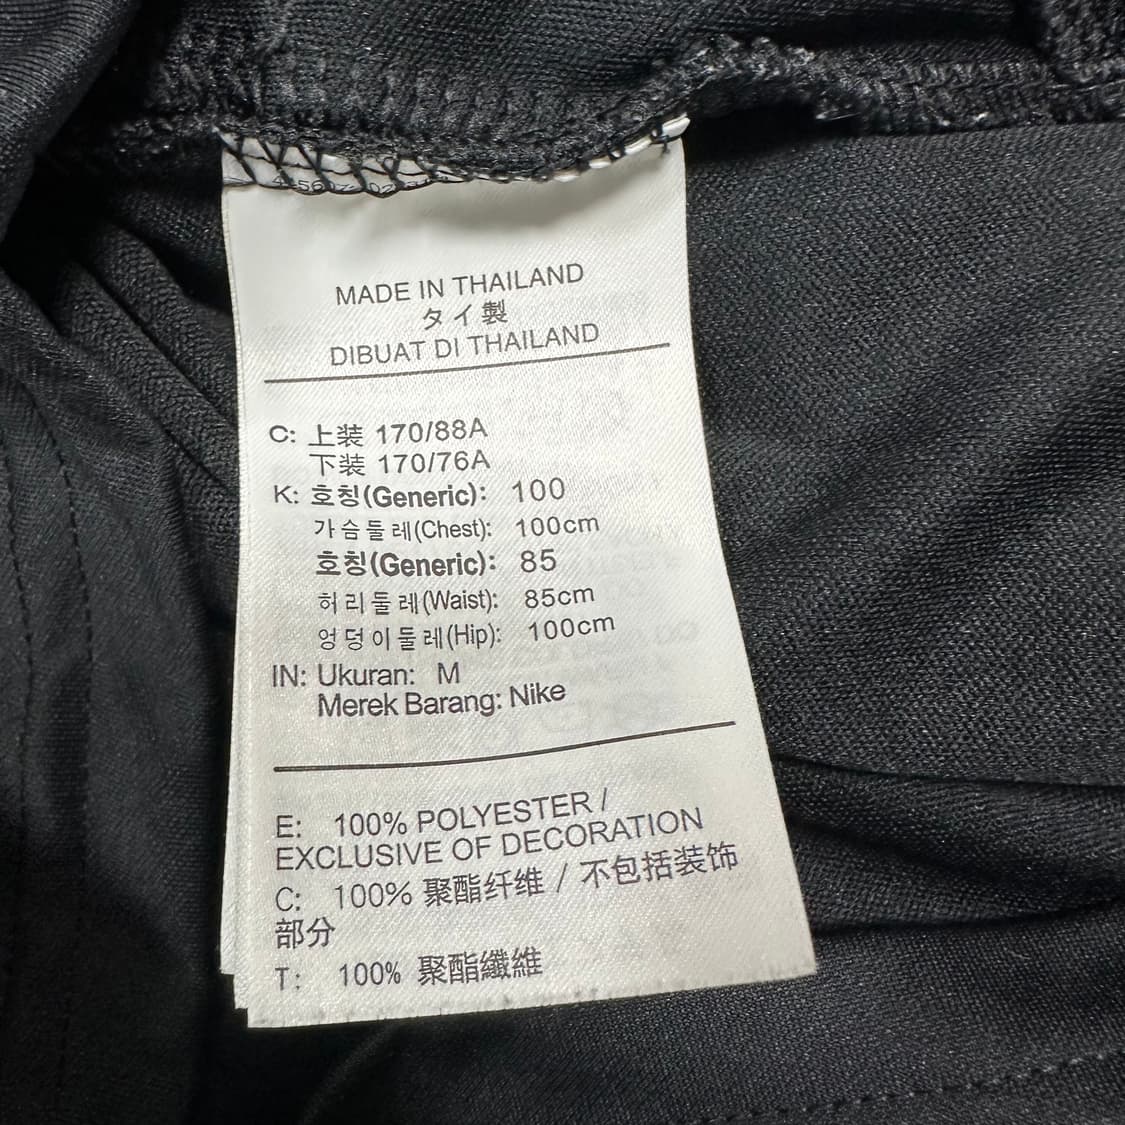 MADE IN THAILAND
タイ製
DIBUAT DI THAILAND
C: 上装 170/88A
下装 170/76A
K: 호칭(Generic): 100
가슴둘레(Chest): 100cm
호칭(Generic): 85
허리둘레(Waist): 85cm
엉덩이둘레(Hip): 100cm
IN: Ukuran: M
Merek Barang: Nike
E: 100% POLYESTER /
EXCLUSIVE OF DECORATION
C: 100% 聚酯纤维 / 不包括装饰
部分
T: 100% 聚酯纖維